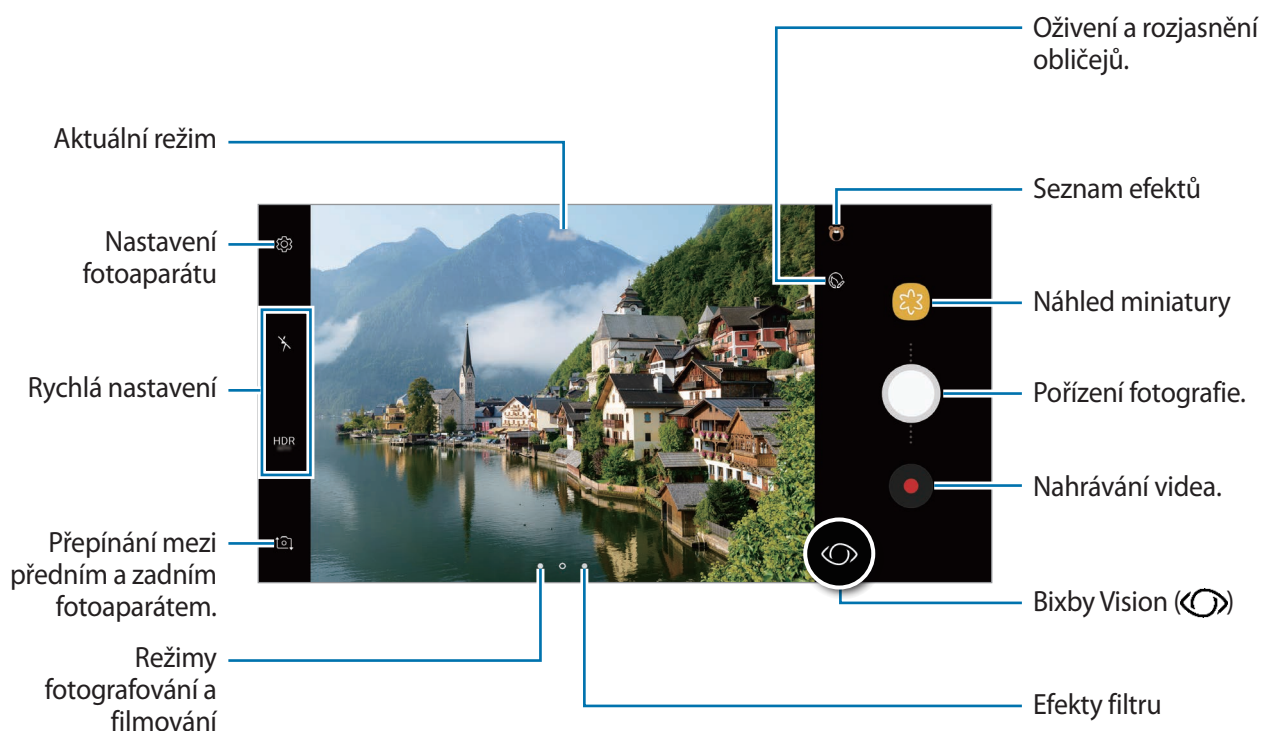 Oživení a rozjasnění
obličejů.
Aktuální režim
Seznam efektů
Nastavení
fotoaparátu
Náhled miniatury
Rychlá nastavení
Pořízení fotografie.
HDR
Nahrávání videa.
Přepínání mezi
předním a zadním
fotoaparátem.
Bixby Vision ()
Režimy
fotografování a
filmování
Efekty filtru